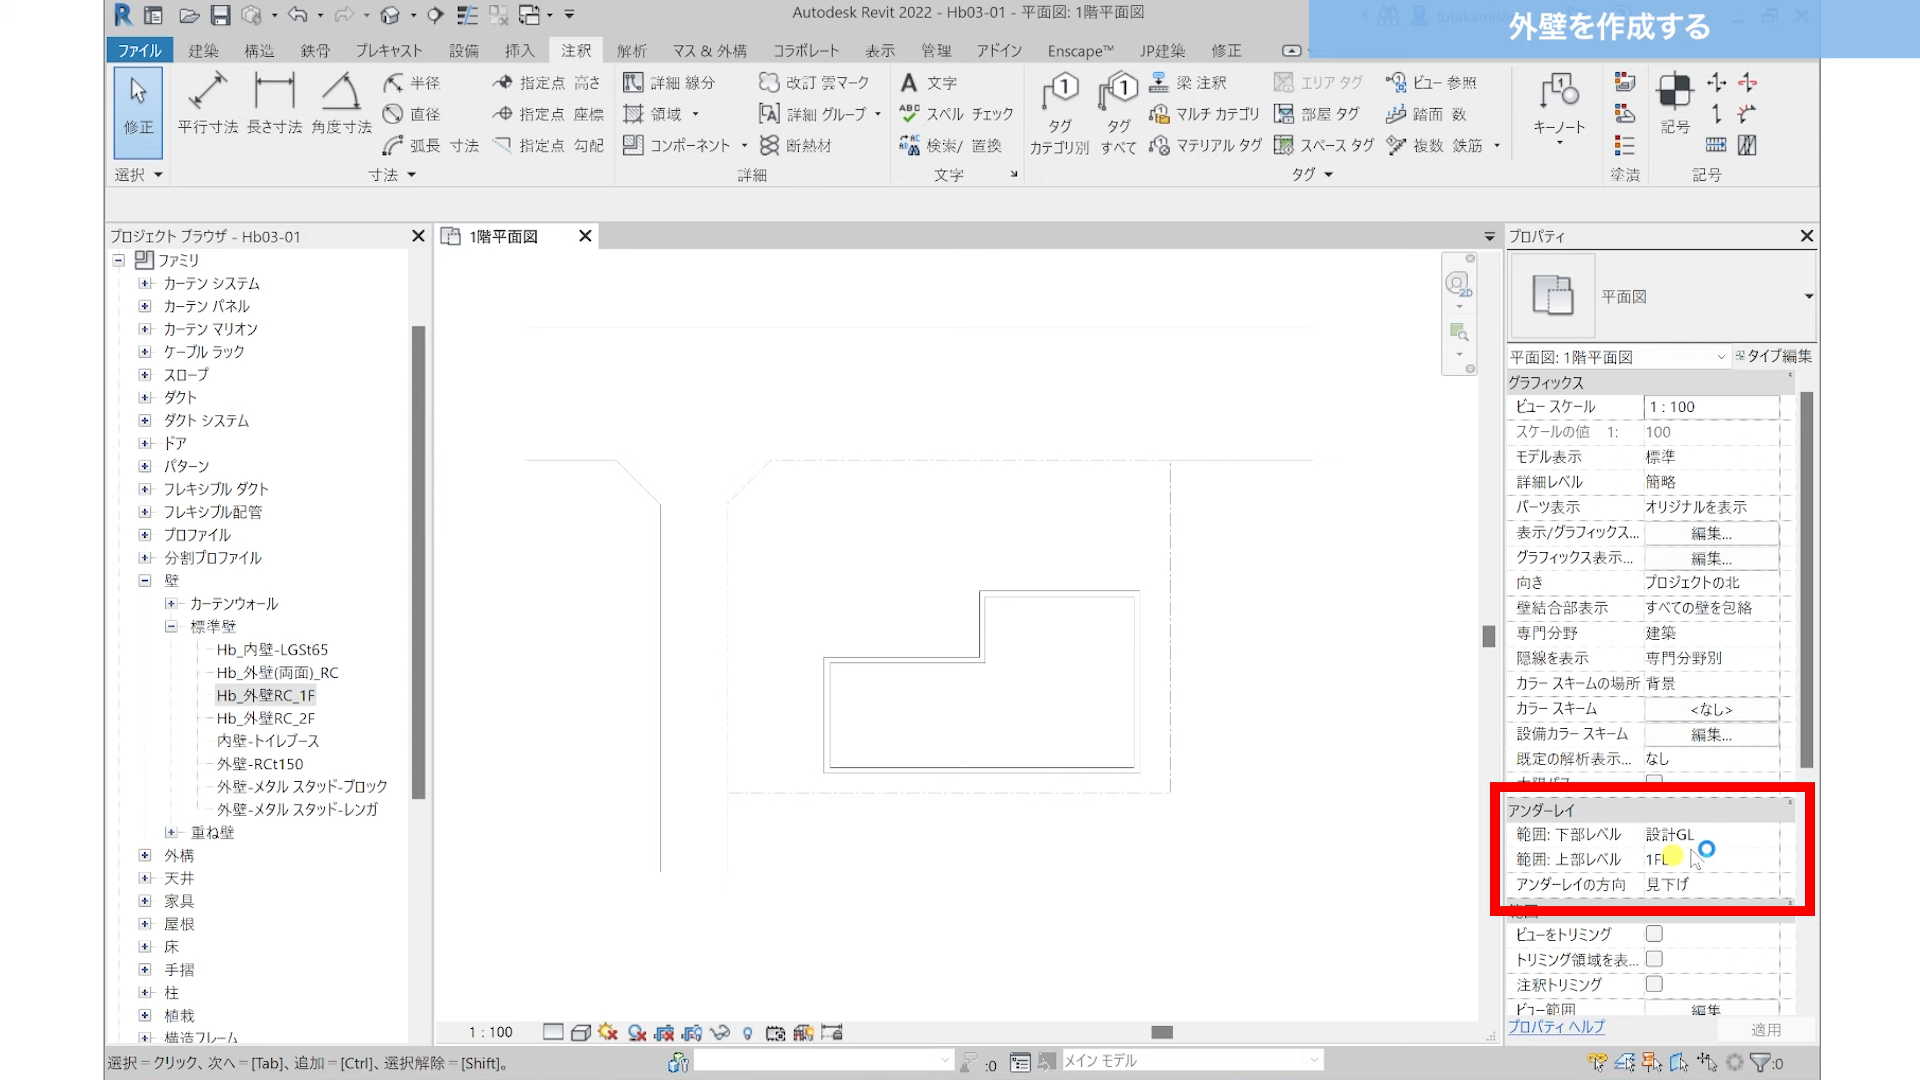 Autodesk Revit 2022 - Hb03-01 - 平面図: 1階平面図
外壁を作成する
ファイル 建築 構造 鉄骨 プレキャスト 設備 挿入 注釈 解析 マス & 外構 コラボレート 表示 管理 アドイン Enscape™ JP建築 修正
修正
選択
平行寸法 長さ寸法 角度寸法
半径
直径
弧長 寸法
指定点 高さ
指定点 座標
指定点 勾配
寸法
詳細 線分
領域
コンポーネント
改訂 雲マーク
詳細 グループ
断熱材
詳細
文字
スペル チェック
検索/ 置換
文字
タグ
カテゴリ別
タグ
すべて
梁 注釈
マルチ カテゴリ
マテリアル タグ
エリア タグ
部屋 タグ
スペース タグ
ビュー 参照
踏面 数
複数 鉄筋
タグ
キーノート
塗潰
記号
記号
プロジェクト ブラウザ - Hb03-01
ファミリ
カーテン システム
カーテン パネル
カーテン マリオン
ケーブル ラック
スロープ
ダクト
ダクト システム
ドア
パターン
フレキシブル ダクト
フレキシブル配管
プロファイル
分割プロファイル
壁
カーテンウォール
標準壁
Hb_内壁-LGSt65
Hb_外壁(両面)_RC
Hb_外壁RC_1F
Hb_外壁RC_2F
内壁-トイレブース
外壁-RCt150
外壁-メタル スタッド-ブロック
外壁-メタル スタッド-レンガ
重ね壁
外構
天井
家具
屋根
床
手摺
柱
植栽
構造フレーム
1階平面図
2D
1 : 100
プロパティ
平面図
平面図: 1階平面図 タイプ編集
グラフィックス
ビュー スケール 1 : 100
スケールの値 1: 100
モデル表示 標準
詳細レベル 簡略
パーツ表示 オリジナルを表示
表示/グラフィックス... 編集...
グラフィックス表示... 編集...
向き プロジェクトの北
壁結合部表示 すべての壁を包絡
専門分野 建築
隠線を表示 専門分野別
カラー スキームの場所 背景
カラー スキーム <なし>
設備カラー スキーム 編集...
既定の解析表示... なし
アンダーレイ
範囲: 下部レベル 設計GL
範囲: 上部レベル 1F
アンダーレイの方向 見下げ
ビューをトリミング
トリミング領域を表...
注釈トリミング
ビュー範囲 編集
プロパティ ヘルプ 適用
選択＝クリック、次へ＝[Tab]、追加＝[Ctrl]、選択解除＝[Shift]。
:0
メイン モデル
:0